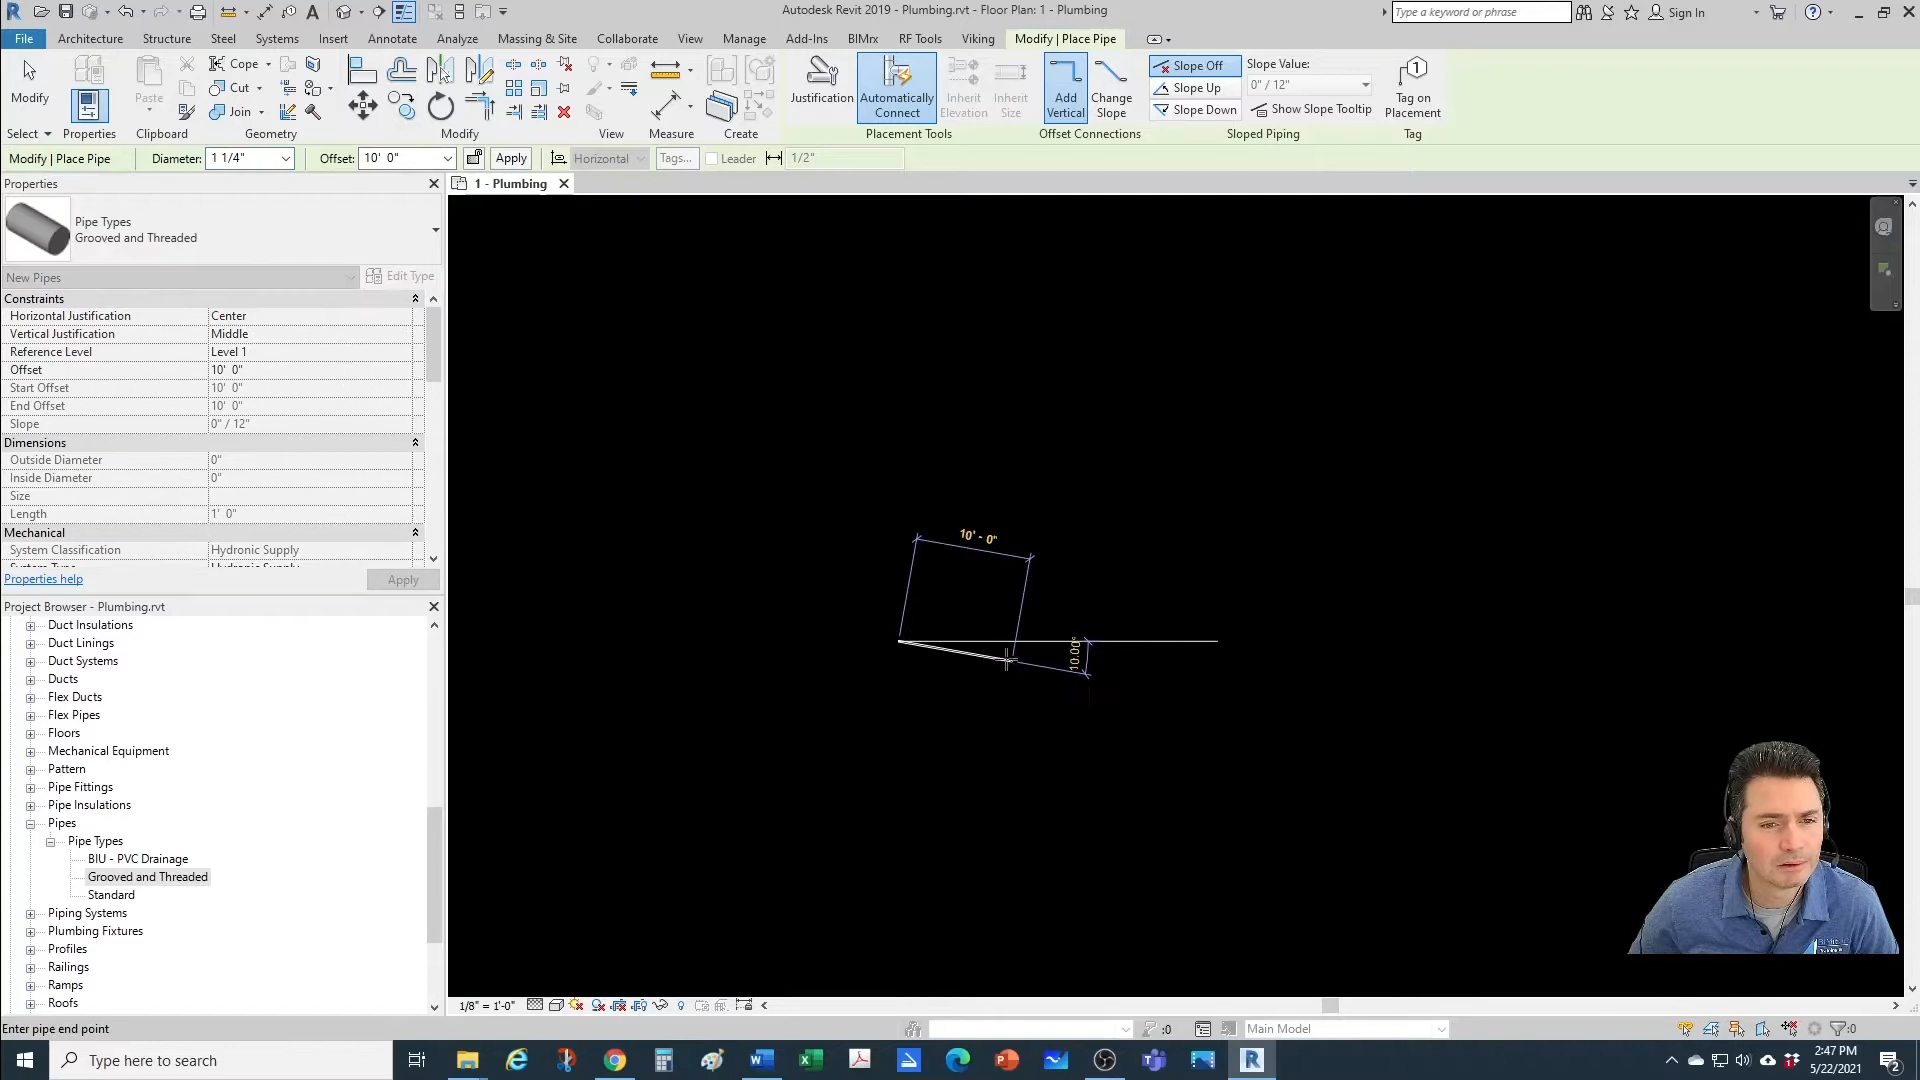 Autodesk Revit 2019 - Plumbing.rvt - Floor Plan: 1 - Plumbing
Type a keyword or phrase
Sign In
File Architecture Structure Steel Systems Insert Annotate Analyze Massing & Site Collaborate View Manage Add-Ins BIMrx RF Tools Viking Modify | Place Pipe
Modify
Properties
Paste
Cope
Cut
Join
Justification
Automatically Connect
Inherit Elevation
Inherit Size
Add Vertical
Change Slope
Slope Off
Slope Up
Slope Down
Slope Value:
0" / 12"
Show Slope Tooltip
Tag on Placement
Select Properties Clipboard Geometry Modify View Measure Create Placement Tools Offset Connections Sloped Piping Tag
Modify | Place Pipe Diameter: 1 1/4" Offset: 10' 0" Apply Horizontal Tags... Leader 1/2"
Properties
1 - Plumbing
Pipe Types
Grooved and Threaded
New Pipes Edit Type
Constraints
Horizontal Justification Center
Vertical Justification Middle
Reference Level Level 1
Offset 10' 0"
Start Offset 10' 0"
End Offset 10' 0"
Slope 0" / 12"
Dimensions
Outside Diameter 0"
Inside Diameter 0"
Size
Length 1' 0"
Mechanical
System Classification Hydronic Supply
System Type Hydronic Supply
Properties help Apply
Project Browser - Plumbing.rvt
Duct Insulations
Duct Linings
Duct Systems
Ducts
Flex Ducts
Flex Pipes
Floors
Mechanical Equipment
Pattern
Pipe Fittings
Pipe Insulations
Pipes
Pipe Types
BIU - PVC Drainage
Grooved and Threaded
Standard
Piping Systems
Plumbing Fixtures
Profiles
Railings
Ramps
Roofs
10' - 0"
10.00°
1/8" = 1'-0"
Enter pipe end point
:0
Main Model
:0
Type here to search
2:47 PM
5/22/2021
2